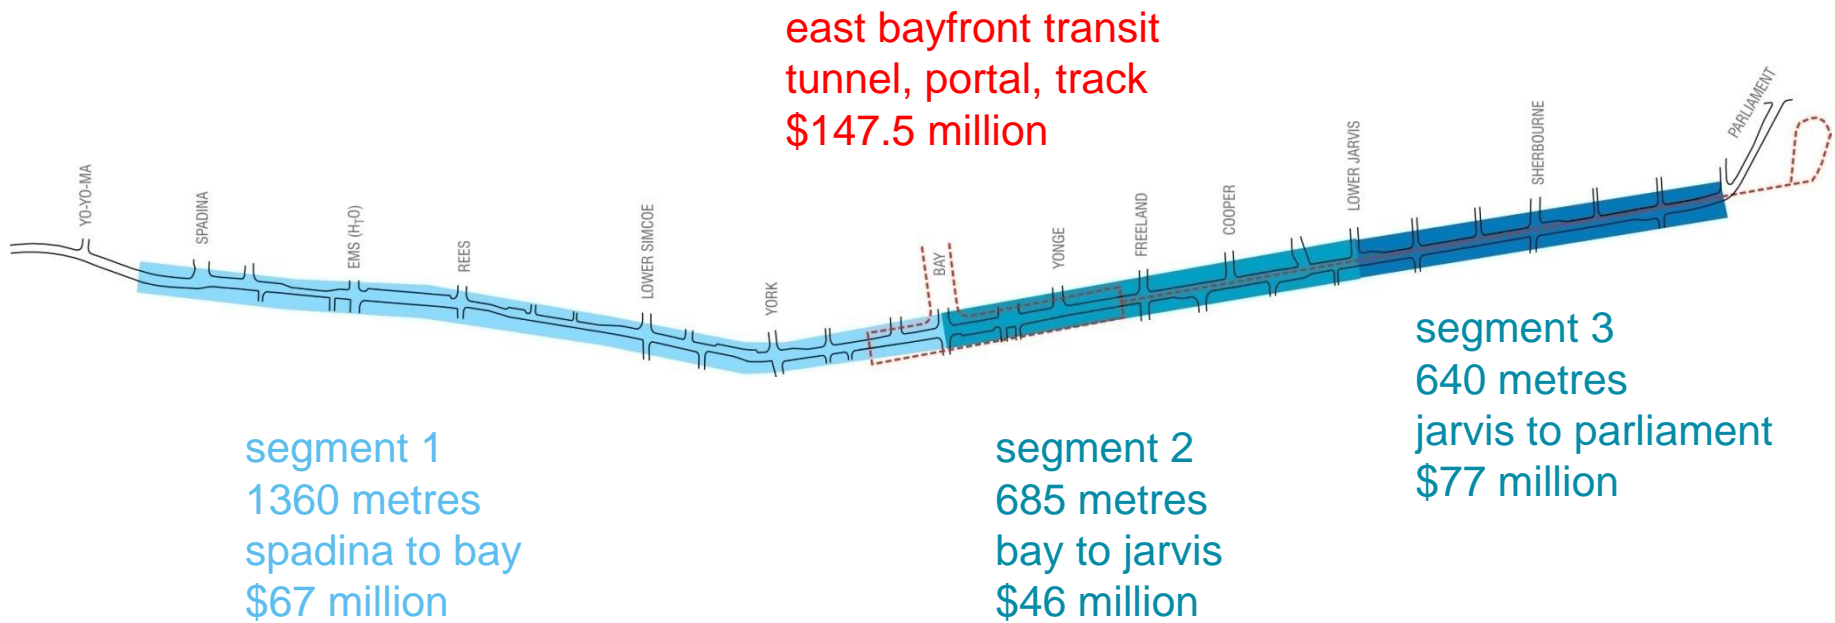 east bayfront transit
tunnel, portal, track
$147.5 million
YO-YO-MA
SPADINA
EMS (HTO)
REES
LOWER SIMCOE
YORK
BAY
YONGE
FREELAND
COOPER
LOWER JARVIS
SHERBOURNE
PARLIAMENT
segment 1
1360 metres
spadina to bay
$67 million
segment 2
685 metres
bay to jarvis
$46 million
segment 3
640 metres
jarvis to parliament
$77 million